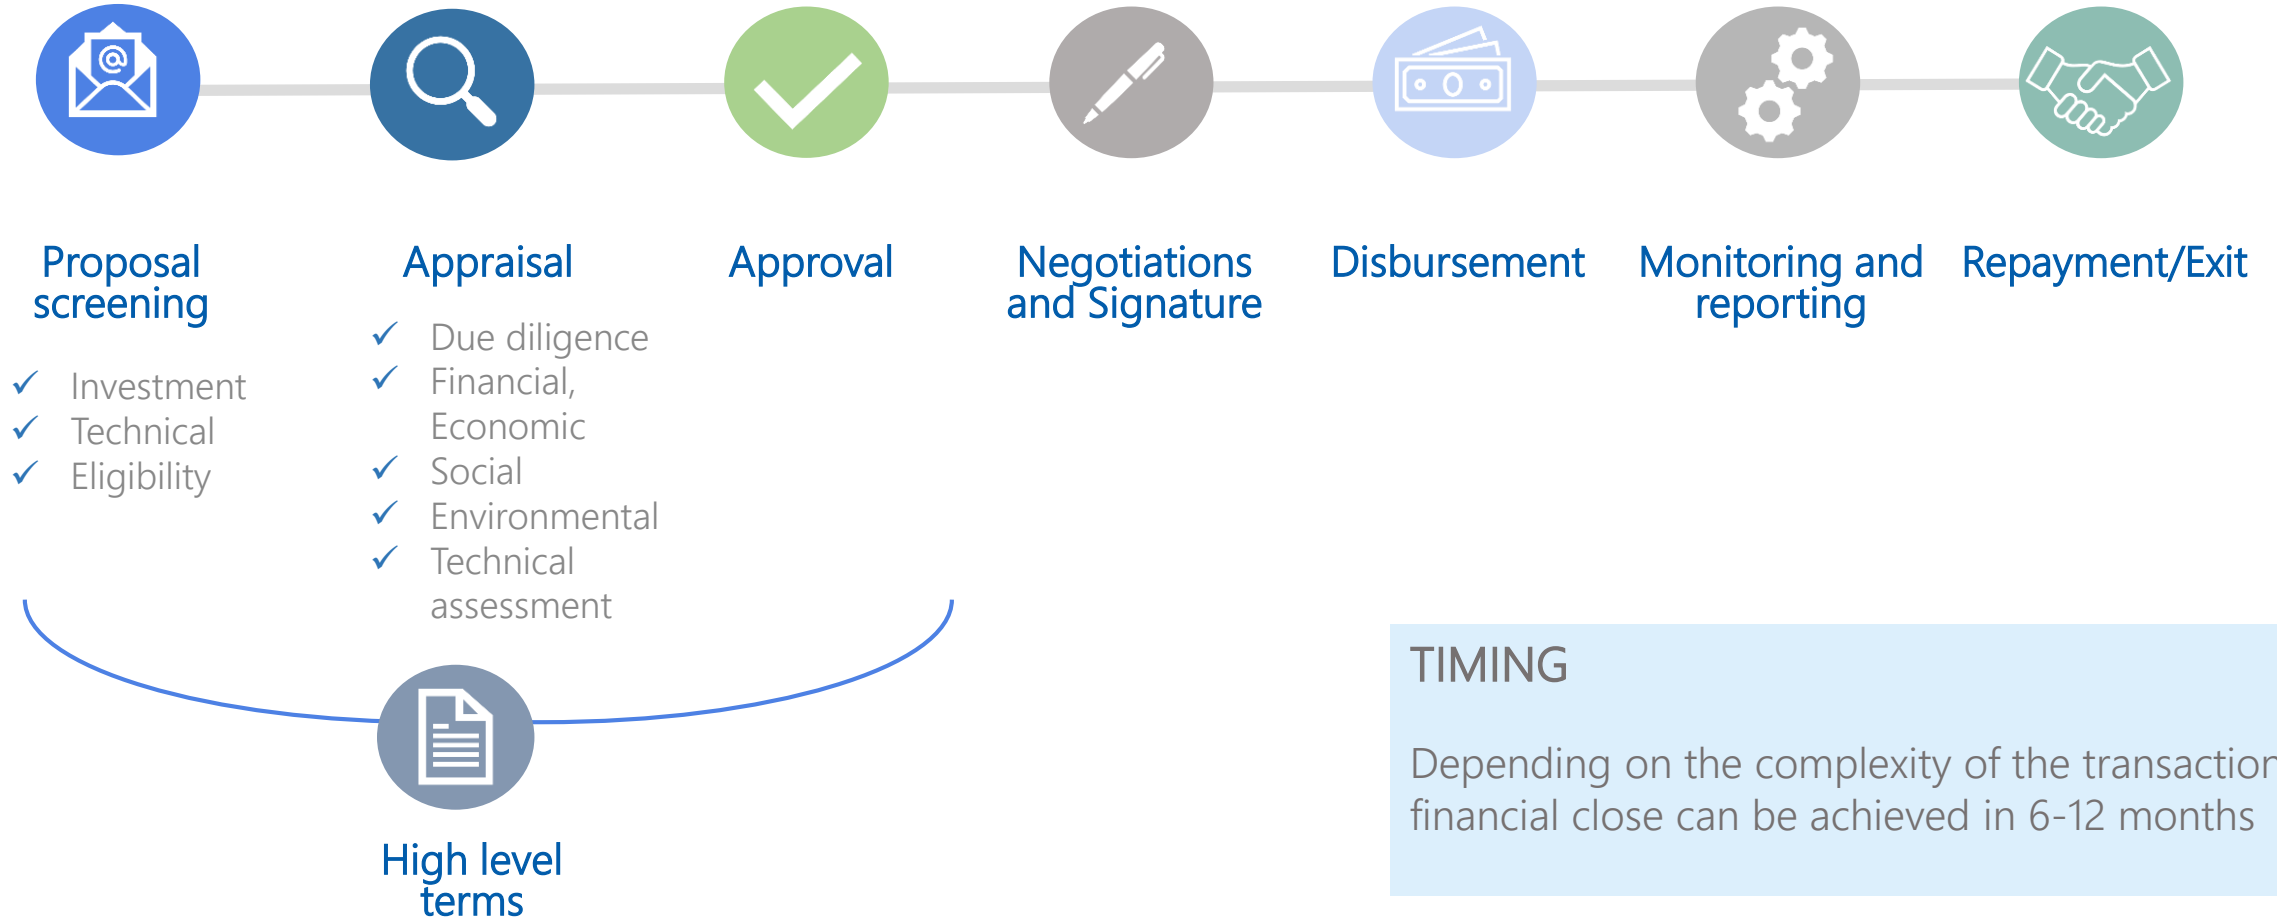 @
Proposal
screening
Investment
Technical
Eligibility
Appraisal
Due diligence
Financial,
Economic
Social
Environmental
Technical
assessment
Approval
Negotiations
and Signature
Disbursement
Monitoring and
reporting
Repayment/Exit
High level
terms
TIMING
Depending on the complexity of the transaction
financial close can be achieved in 6-12 months